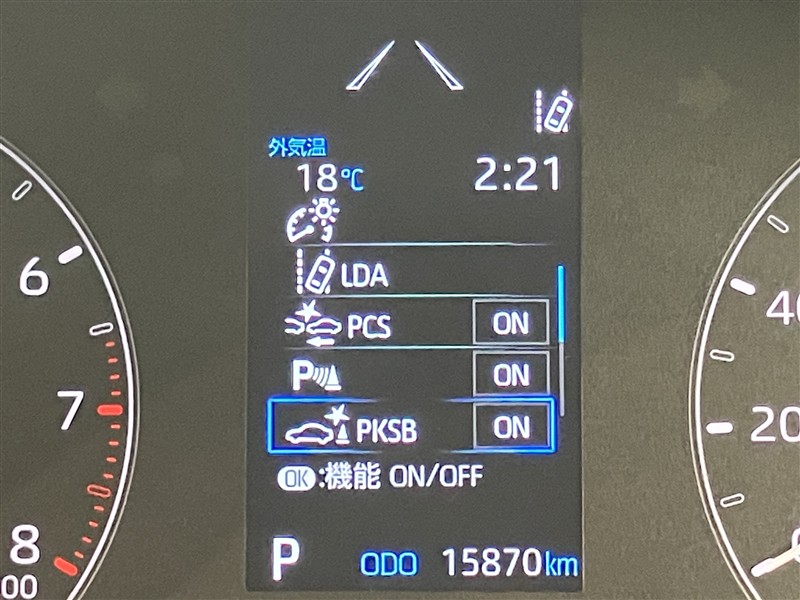 外気温
18℃ 2:21
LDA
PCS ON
P ON
PKSB ON
OK:機能 ON/OFF
P ODO 15870km
6
7
8
00
4
20